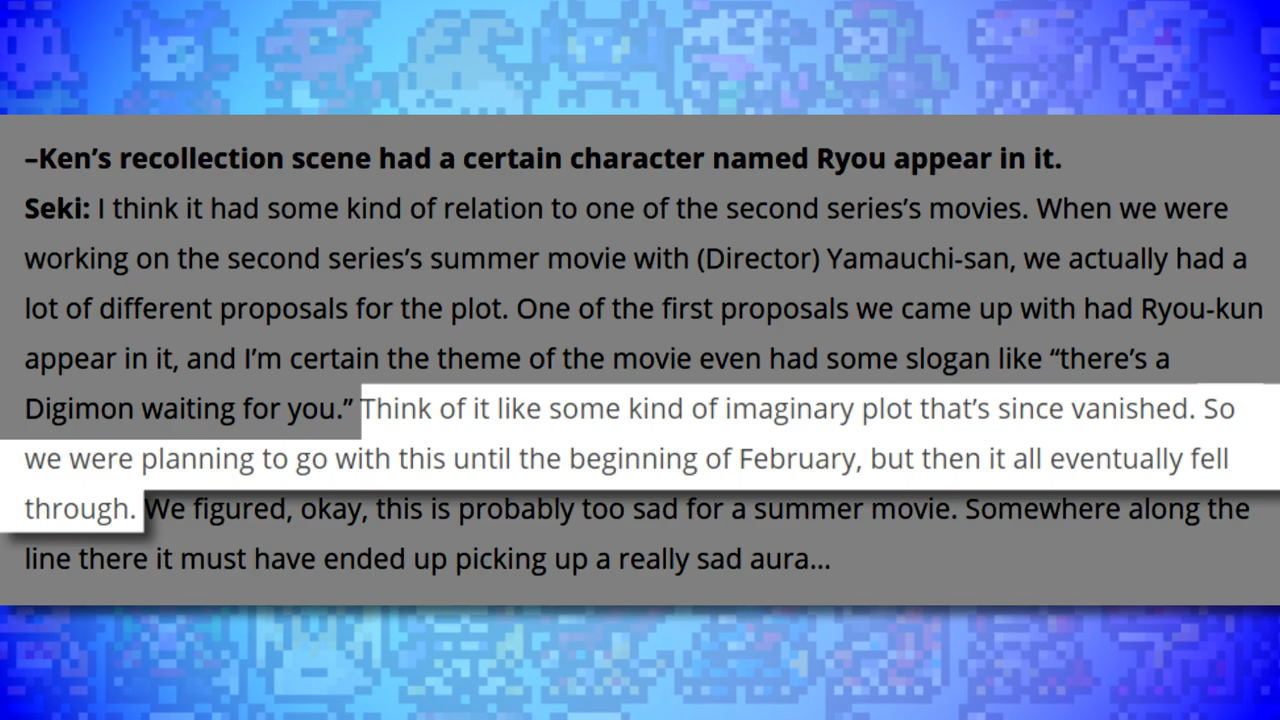 –Ken’s recollection scene had a certain character named Ryou appear in it.
Seki: I think it had some kind of relation to one of the second series’s movies. When we were
working on the second series’s summer movie with (Director) Yamauchi-san, we actually had a
lot of different proposals for the plot. One of the first proposals we came up with had Ryou-kun
appear in it, and I’m certain the theme of the movie even had some slogan like “there’s a
Digimon waiting for you.” Think of it like some kind of imaginary plot that’s since vanished. So
we were planning to go with this until the beginning of February, but then it all eventually fell
through. We figured, okay, this is probably too sad for a summer movie. Somewhere along the
line there it must have ended up picking up a really sad aura...